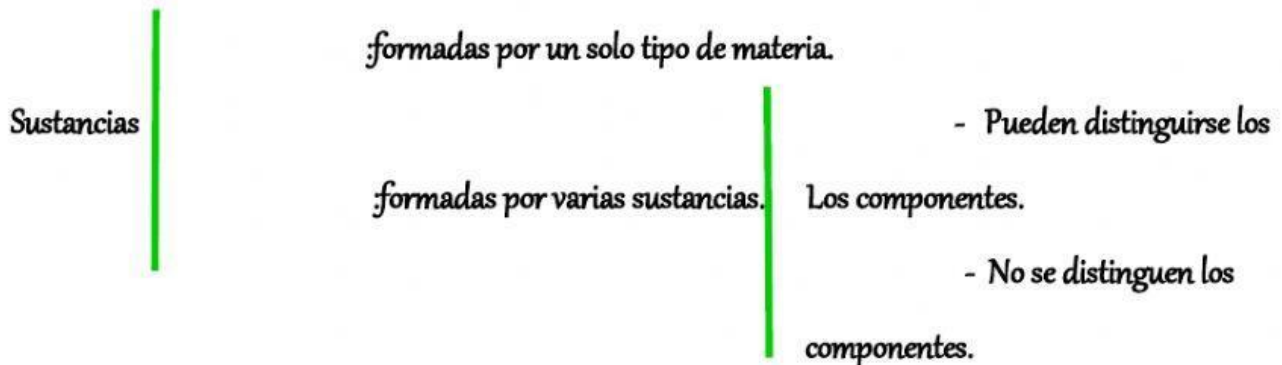 :formadas por un solo tipo de materia.
Sustancias
- Pueden distinguirse los
:formadas por varias sustancias.
Los componentes.
- No se distinguen los
componentes.